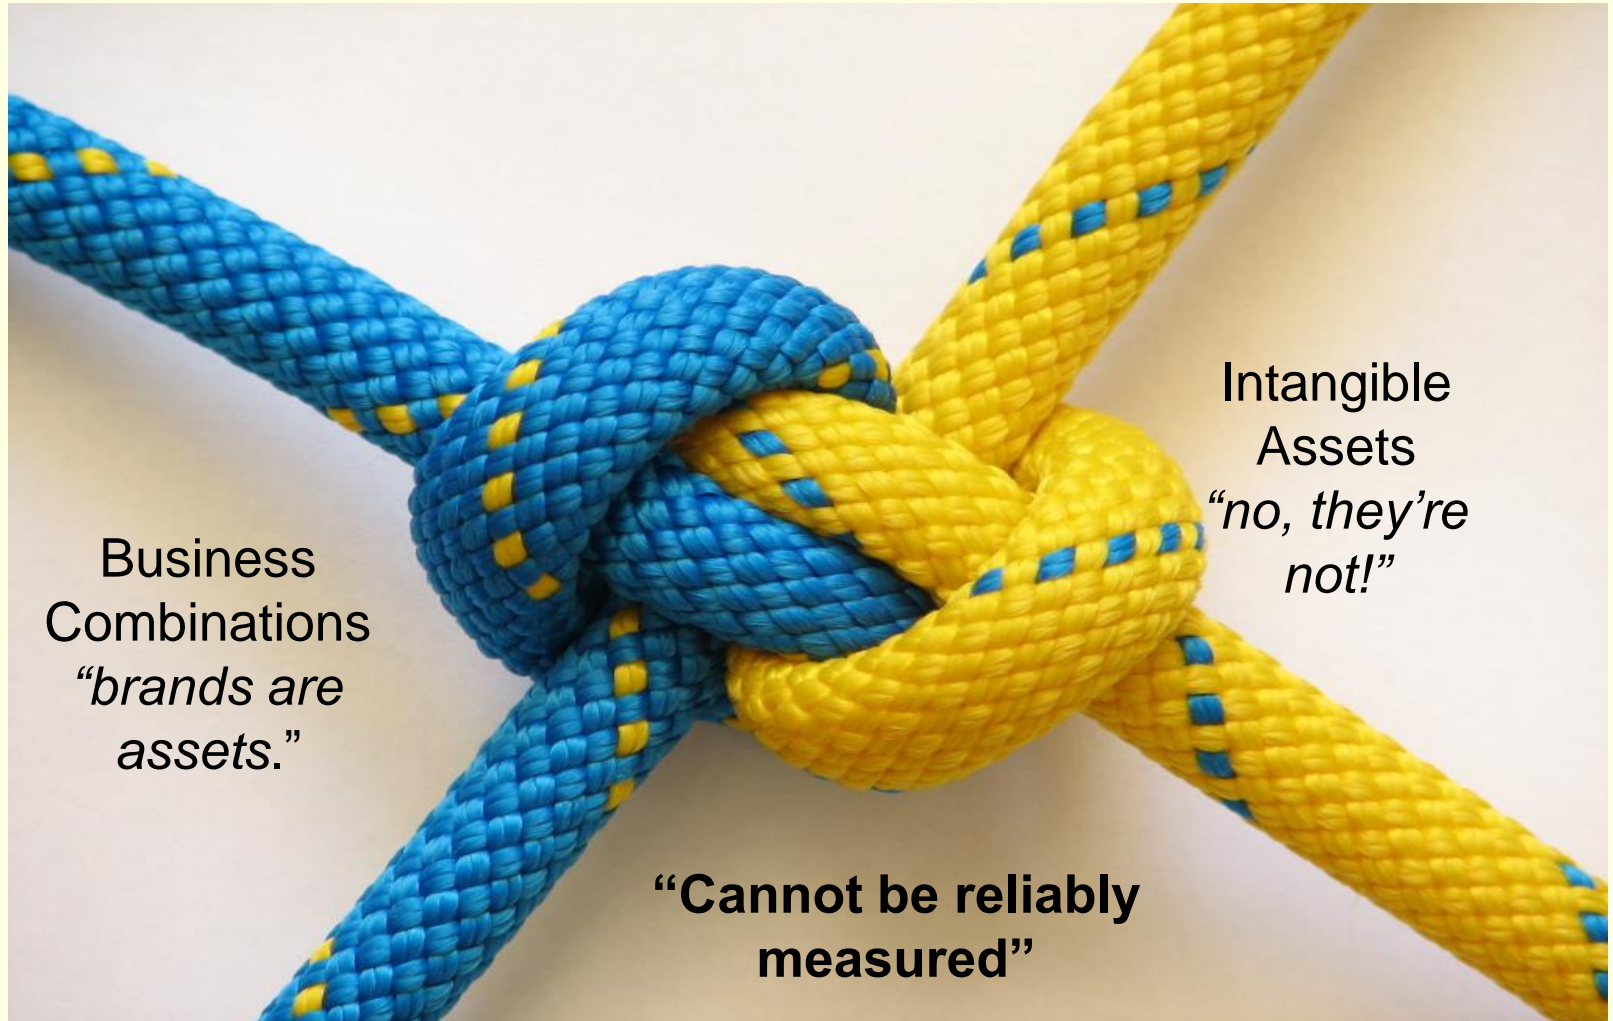 Business
Combinations
“brands are
assets.”
Intangible
Assets
“no, they’re
not!”
“Cannot be reliably
measured”